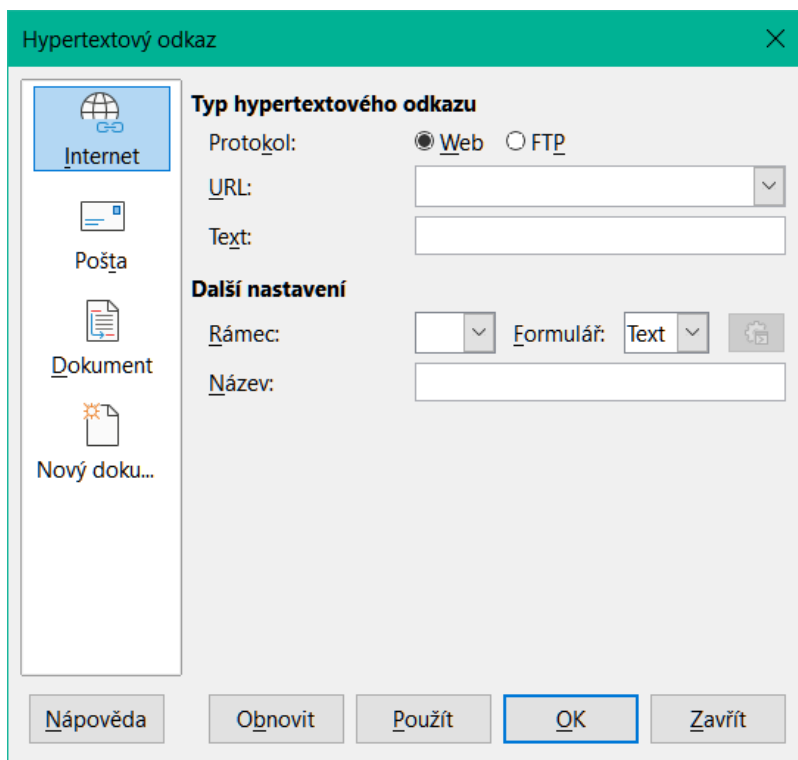 Hypertextový odkaz
Internet
Pošta
Dokument
Nový doku...
Typ hypertextového odkazu
Protokol: Web FTP
URL:
Text:
Další nastavení
Rámec: Formulář: Text
Název:
Nápověda Obnovit Použít OK Zavřít